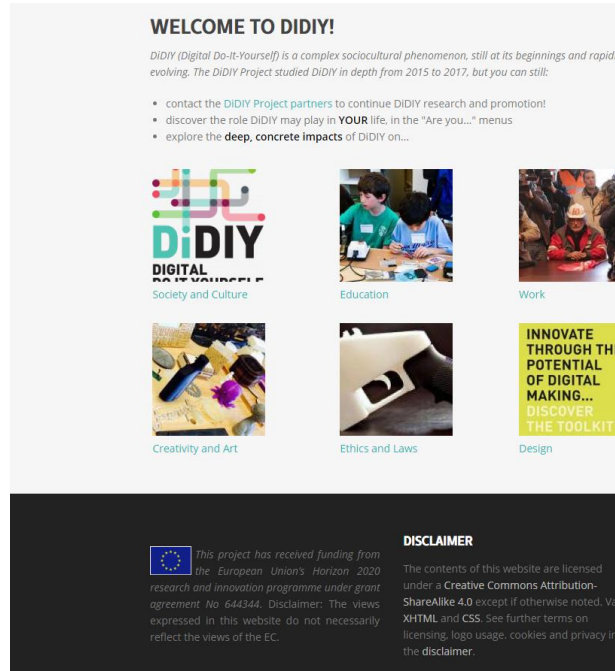 WELCOME TO DIDIY!
DiDIY (Digital Do-It-Yourself) is a complex sociocultural phenomenon, still at its beginnings and rapid
evolving. The DiDIY Project studied DiDIY in depth from 2015 to 2017, but you can still:
contact the DiDIY Project partners to continue DiDIY research and promotion!
discover the role DiDIY may play in YOUR life, in the "Are you..." menus
explore the deep, concrete impacts of DiDIY on...
DiDIY
DIGITAL
DO IT YOURSELF
Society and Culture
Education
Work
INNOVATE
THROUGH TH
POTENTIAL
OF DIGITAL
MAKING...
DISCOVER
THE TOOLKIT
Creativity and Art
Ethics and Laws
Design
This project has received funding from
the European Union's Horizon 2020
research and innovation programme under grant
agreement No 644344. Disclaimer: The views
expressed in this website do not necessarily
reflect the views of the EC.
DISCLAIMER
The contents of this website are licensed
under a Creative Commons Attribution-
ShareAlike 4.0 except if otherwise noted. Va
XHTML and CSS. See further terms on
licensing, logo usage, cookies and privacy in
the disclaimer.